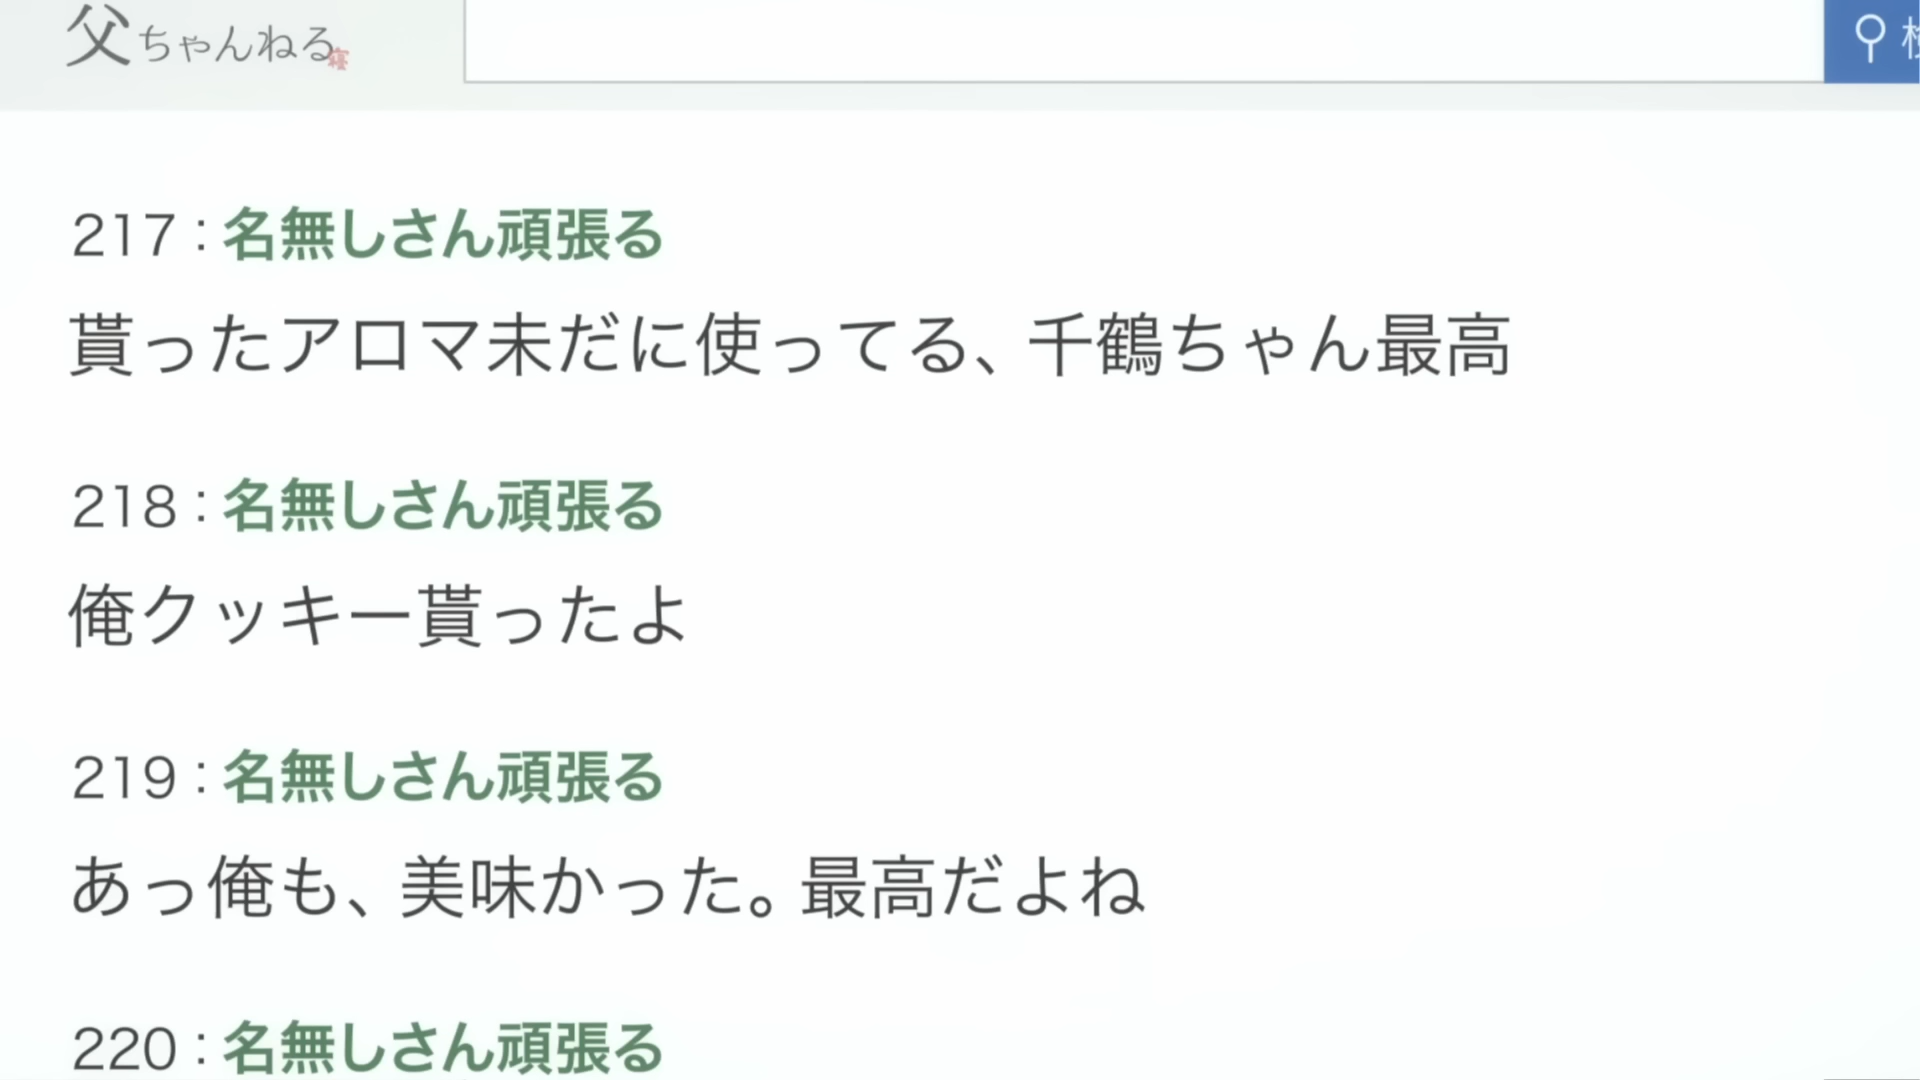 父ちゃんねる
217：名無しさん頑張る
貰ったアロマ未だに使ってる、千鶴ちゃん最高
218：名無しさん頑張る
俺クッキー貰ったよ
219：名無しさん頑張る
あっ俺も、美味かった。最高だよね
220：名無しさん頑張る